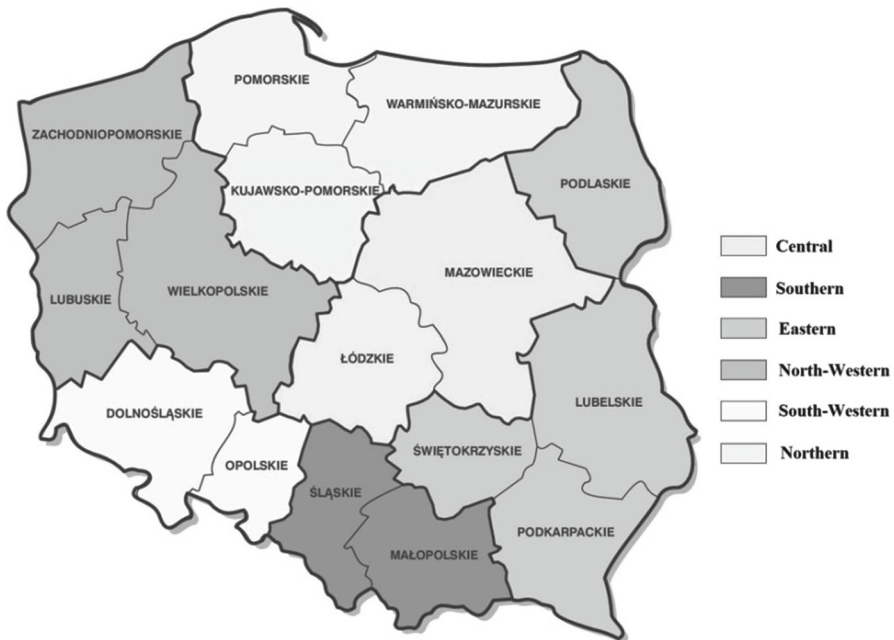 POMORSKIE
WARMIŃSKO-MAZURSKIE
ZACHODNIOPOMORSKIE
KUJAWSKO-POMORSKIE
PODLASKIE
MAZOWIECKIE
LUBUSKIE
WIELKOPOLSKIE
ŁÓDZKIE
DOLNOŚLĄSKIE
LUBELSKIE
OPOLSKIE
ŚWIĘTOKRZYSKIE
ŚLĄSKIE
PODKARPACKIE
MAŁOPOLSKIE
Central
Southern
Eastern
North-Western
South-Western
Northern